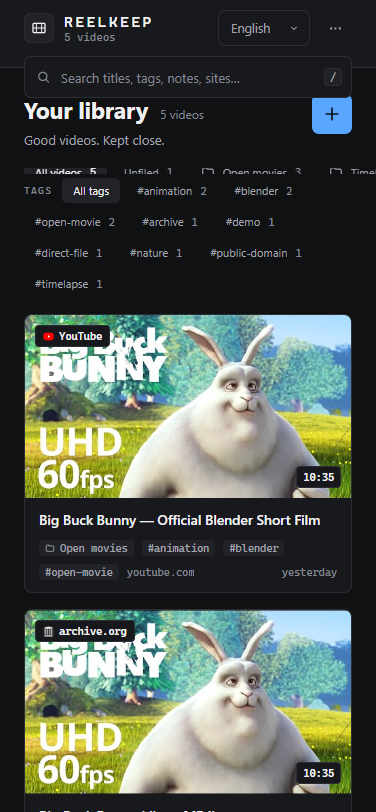 REELKEEP
5 videos
English
Search titles, tags, notes, sites...
/
Your library 5 videos
Good videos. Kept close.
All videos 5 Unfiled 1 Open movies 3
TAGS All tags #animation 2 #blender 2
#open-movie 2 #archive 1 #demo 1
#direct-file 1 #nature 1 #public-domain 1
#timelapse 1
YouTube
BUNNY
UHD
60fps
10:35
Big Buck Bunny — Official Blender Short Film
Open movies #animation #blender
#open-movie youtube.com yesterday
archive.org
BUNNY
UHD
60fps
10:35